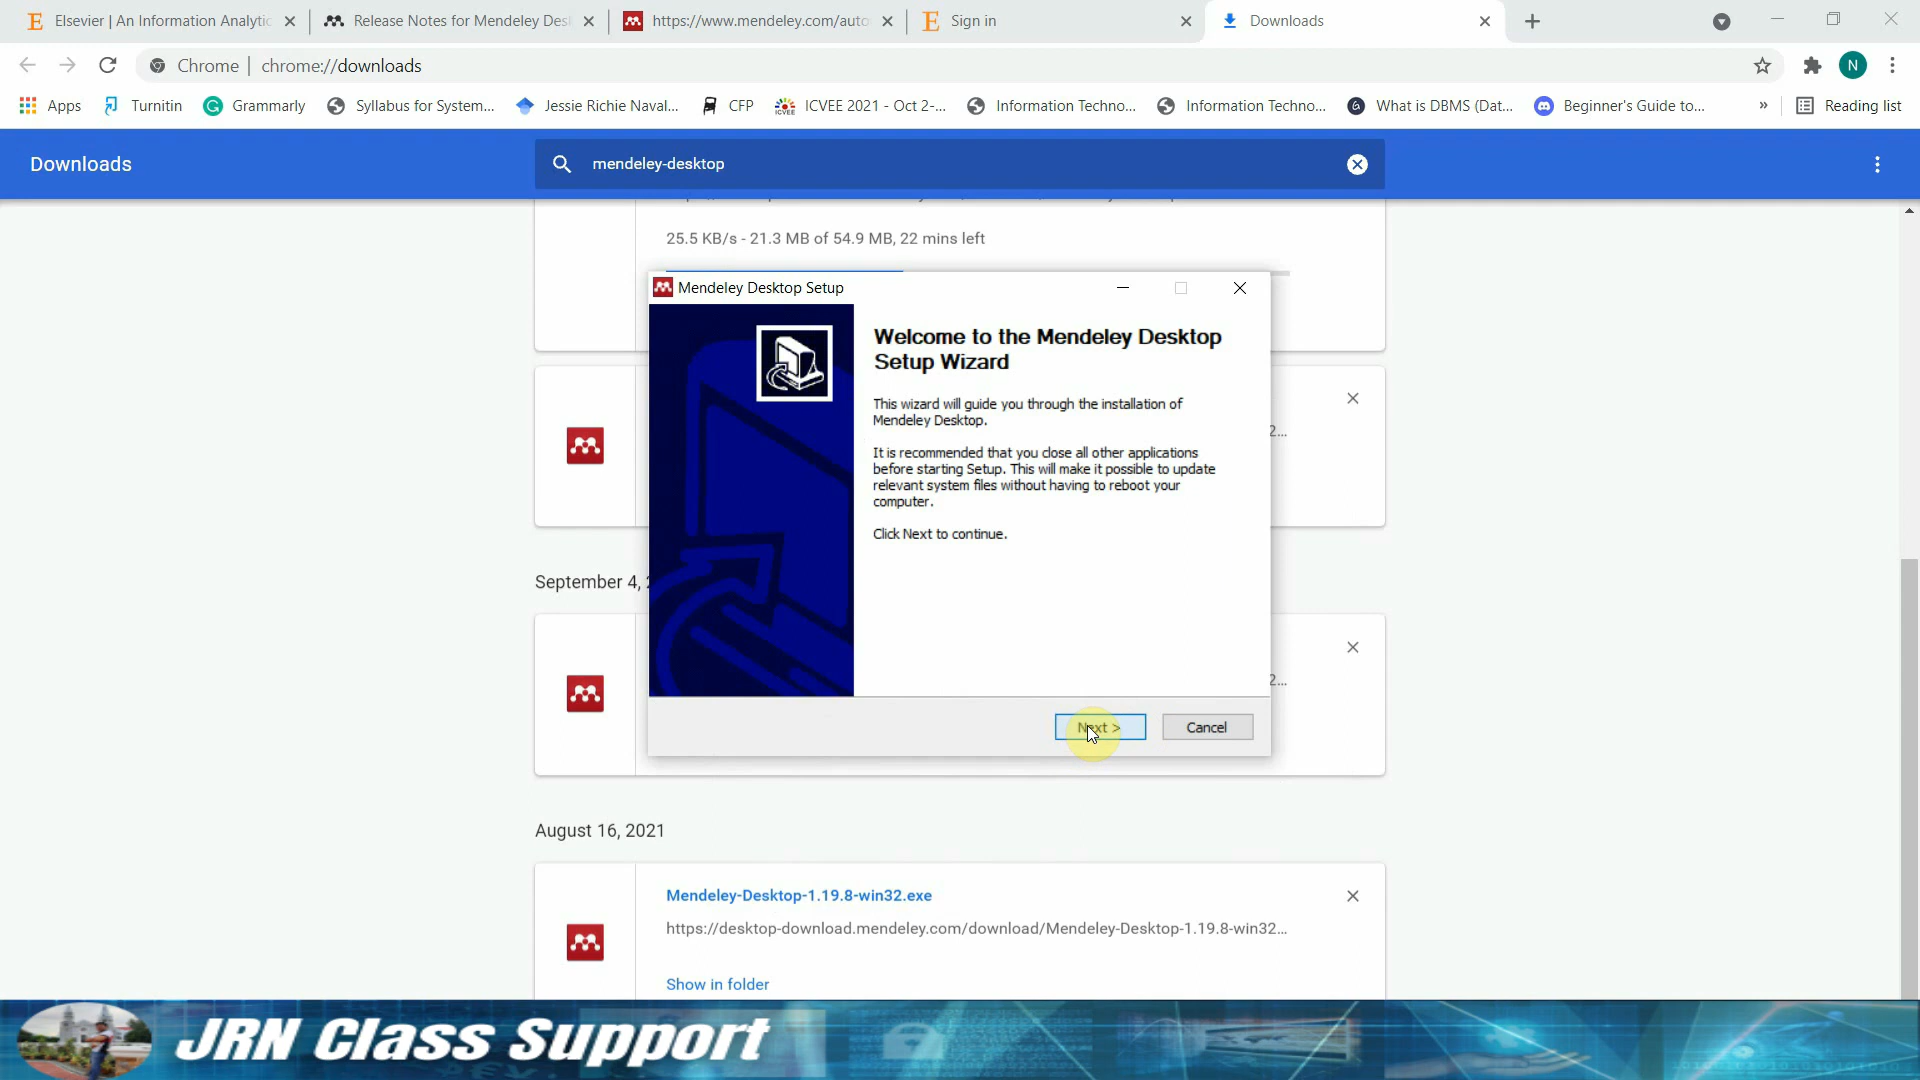 Elsevier | An Information Analytic
Release Notes for Mendeley Des
https://www.mendeley.com/auto
Sign in
Downloads
Chrome | chrome://downloads
N
Apps
Turnitin
Grammarly
Syllabus for System...
Jessie Richie Naval...
CFP
ICVEE 2021 - Oct 2-...
Information Techno...
Information Techno...
What is DBMS (Dat...
Beginner's Guide to...
»
Reading list
Downloads
mendeley-desktop
25.5 KB/s - 21.3 MB of 54.9 MB, 22 mins left
Mendeley Desktop Setup
Welcome to the Mendeley Desktop
Setup Wizard
This wizard will guide you through the installation of
Mendeley Desktop.
It is recommended that you close all other applications
before starting Setup. This will make it possible to update
relevant system files without having to reboot your
computer.
Click Next to continue.
Next >
Cancel
2...
September 4,
2...
August 16, 2021
Mendeley-Desktop-1.19.8-win32.exe
https://desktop-download.mendeley.com/download/Mendeley-Desktop-1.19.8-win32...
Show in folder
JRN Class Support